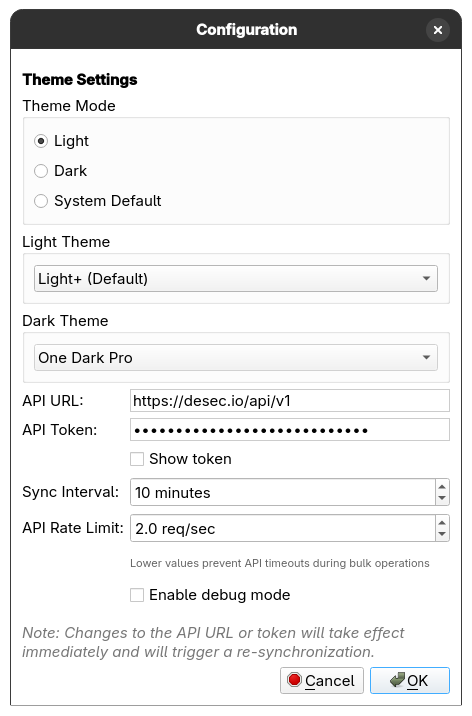 Configuration
Theme Settings
Theme Mode
Light
Dark
System Default
Light Theme
Light+ (Default)
Dark Theme
One Dark Pro
API URL: https://desec.io/api/v1
API Token: ••••••••••••••••••••••••••••
Show token
Sync Interval: 10 minutes
API Rate Limit: 2.0 req/sec
Lower values prevent API timeouts during bulk operations
Enable debug mode
Note: Changes to the API URL or token will take effect
immediately and will trigger a re-synchronization.
Cancel OK